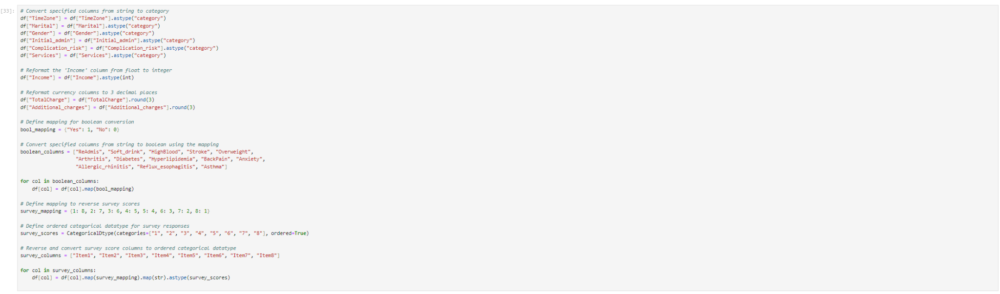 [33]:
# Convert specified columns from string to category
df["TimeZone"] = df["TimeZone"].astype("category")
df["Marital"] = df["Marital"].astype("category")
df["Gender"] = df["Gender"].astype("category")
df["Initial_admin"] = df["Initial_admin"].astype("category")
df["Complication_risk"] = df["Complication_risk"].astype("category")
df["Services"] = df["Services"].astype("category")

# Reformat the 'Income' column from float to integer
df["Income"] = df["Income"].astype(int)

# Reformat currency columns to 3 decimal places
df["TotalCharge"] = df["TotalCharge"].round(3)
df["Additional_charges"] = df["Additional_charges"].round(3)

# Define mapping for boolean conversion
bool_mapping = {"Yes": 1, "No": 0}

# Convert specified columns from string to boolean using the mapping
boolean_columns = ["ReAdmis", "Soft_drink", "HighBlood", "Stroke", "Overweight",
                   "Arthritis", "Diabetes", "Hyperlipidemia", "BackPain", "Anxiety",
                   "Allergic_rhinitis", "Reflux_esophagitis", "Asthma"]

for col in boolean_columns:
    df[col] = df[col].map(bool_mapping)

# Define mapping to reverse survey scores
survey_mapping = {1: 8, 2: 7, 3: 6, 4: 5, 5: 4, 6: 3, 7: 2, 8: 1}

# Define ordered categorical datatype for survey responses
survey_scores = CategoricalDtype(categories=["1", "2", "3", "4", "5", "6", "7", "8"], ordered=True)

# Reverse and convert survey score columns to ordered categorical datatype
survey_columns = ["Item1", "Item2", "Item3", "Item4", "Item5", "Item6", "Item7", "Item8"]

for col in survey_columns:
    df[col] = df[col].map(survey_mapping).map(str).astype(survey_scores)